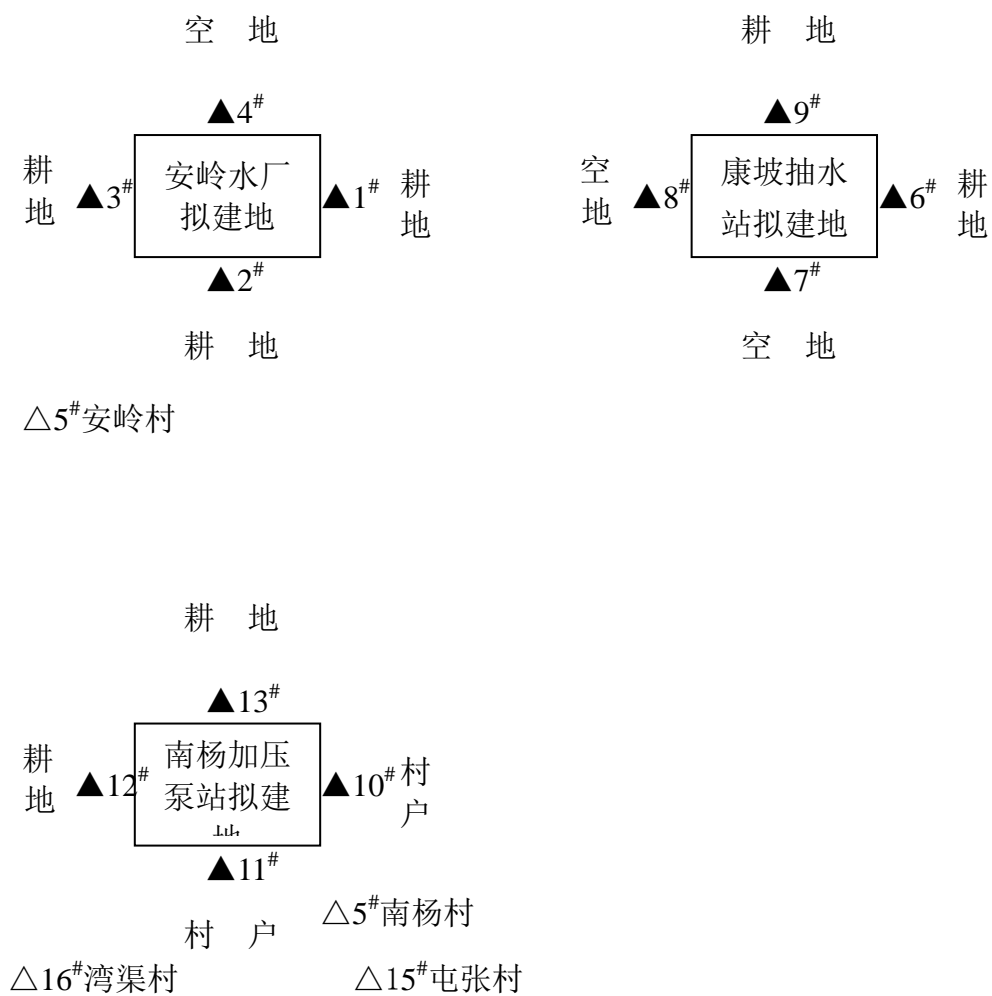 空 地
▲4#
耕地
▲3#
安岭水厂
拟建地
▲1#
耕地
▲2#
耕 地
△5#安岭村
耕 地
▲9#
空地
▲8#
康坡抽水
站拟建地
▲6#
耕地
▲7#
空 地
耕 地
▲13#
耕地
▲12#
南杨加压
泵站拟建
▲10#
村户
▲11#
村 户
△5#南杨村
△16#湾渠村
△15#屯张村